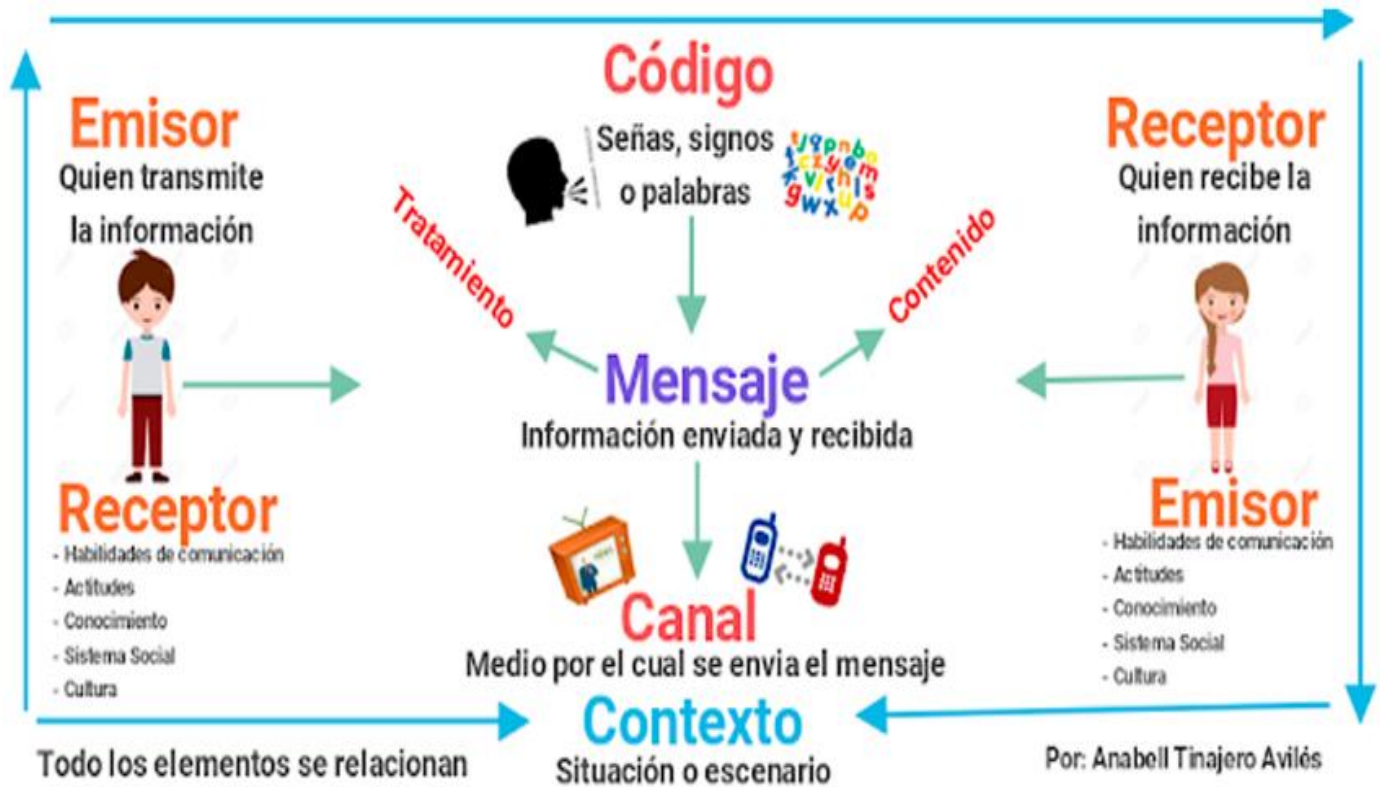 Código
Señas, signos
o palabras
Emisor
Quien transmite
la información
Receptor
- Habilidades de comunicación
- Actitudes
- Conocimiento
- Sistema Social
- Cultura
Tratamiento
Contenido
Mensaje
Información enviada y recibida
Canal
Medio por el cual se envia el mensaje
Receptor
Quien recibe la
información
Emisor
- Habilidades de comunicación
- Actitudes
- Conocimiento
- Sistema Social
- Cultura
Contexto
Situación o escenario
Todo los elementos se relacionan
Por: Anabell Tinajero Avilés